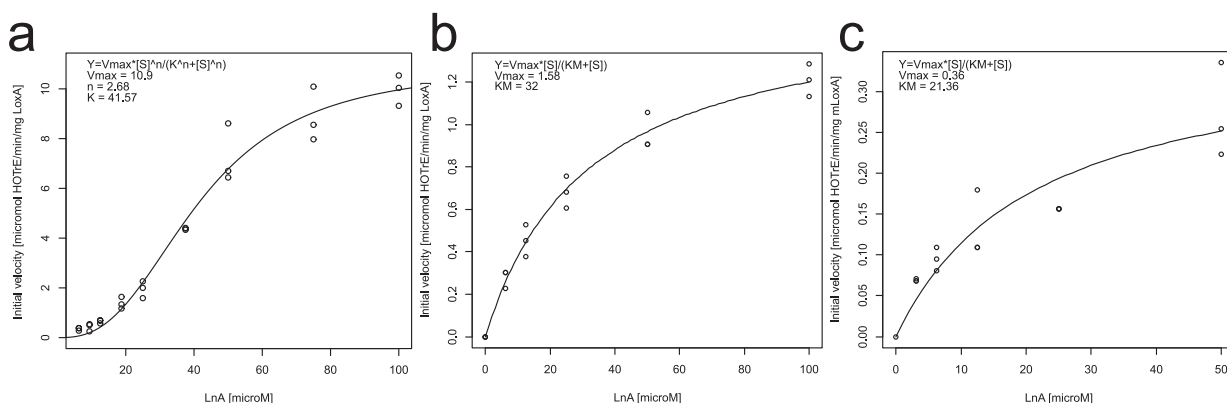 a
Y=Vmax*[S]^n/(K^n+[S]^n)
Vmax = 10.9
n = 2.68
K = 41.57
Initial velocity [micromol HOTrE/min/mg LoxA]
10
8
6
4
2
0
20
40
60
80
100
LnA [microM]
b
Y=Vmax*[S]/(KM+[S])
Vmax = 1.58
KM = 32
Initial velocity [micromol HOTrE/min/mg LoxA]
1.2
1.0
0.8
0.6
0.4
0.2
0.0
0
20
40
60
80
100
LnA [microM]
c
Y=Vmax*[S]/(KM+[S])
Vmax = 0.36
KM = 21.36
Initial velocity [micromol HOTrE/min/mg mLoxA]
0.30
0.25
0.20
0.15
0.10
0.05
0.00
0
10
20
30
40
50
LnA [microM]